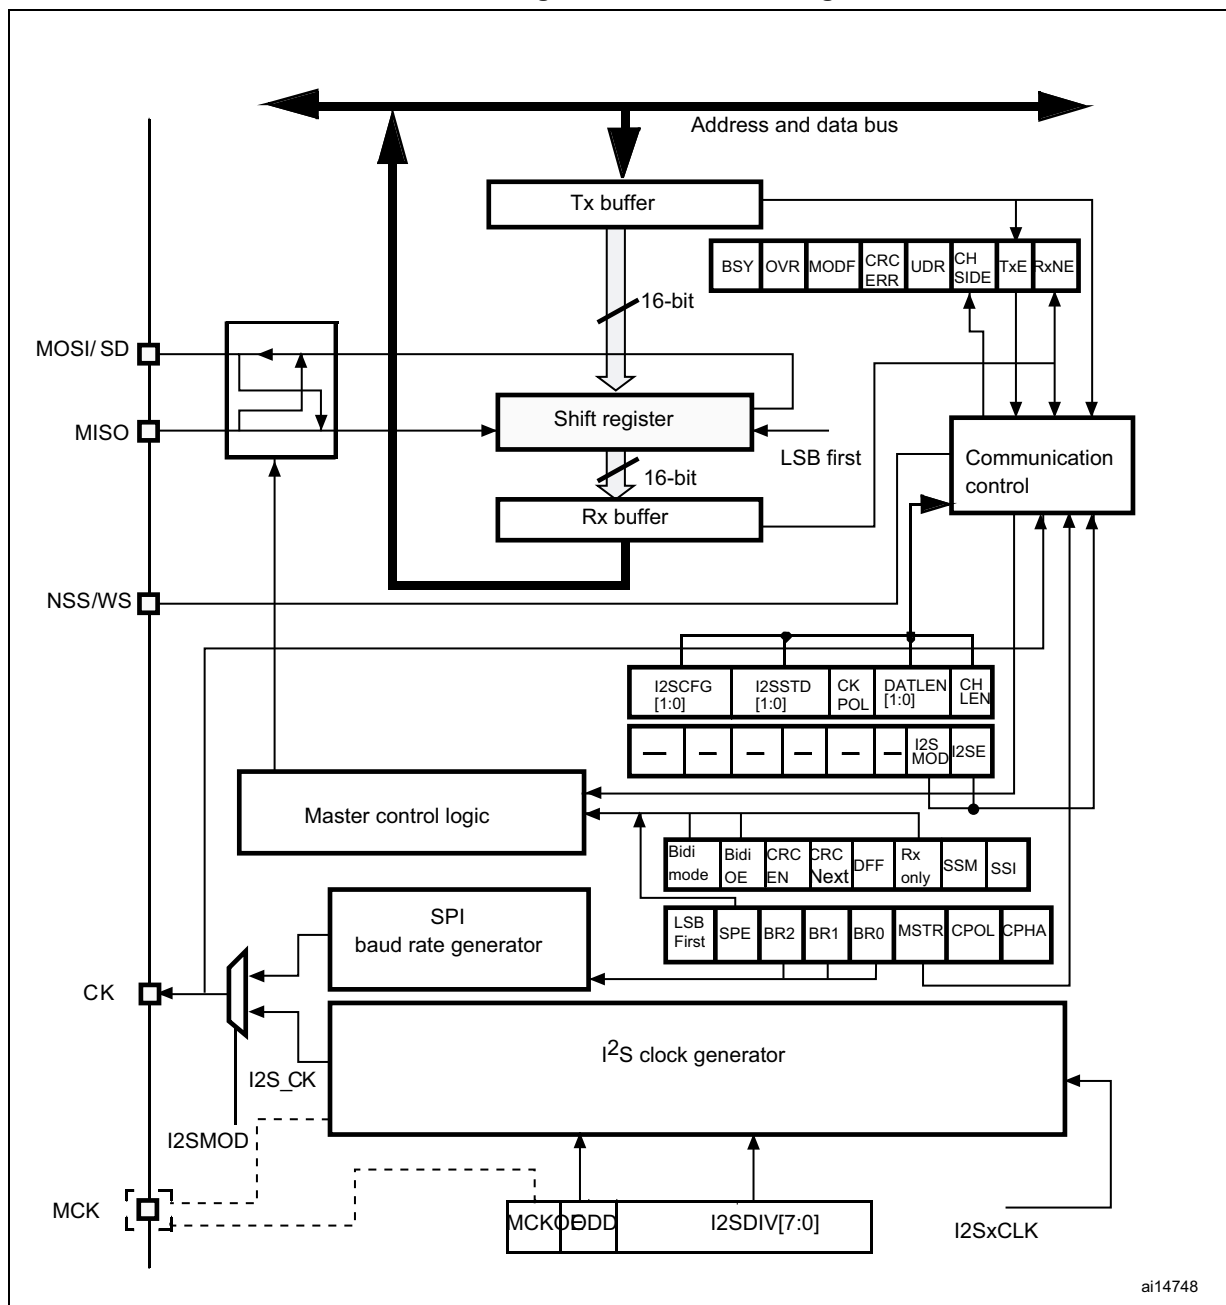 Address and data bus
Tx buffer
BSY OVR MODF CRC ERR UDR CH SIDE TxE RxNE
16-bit
MOSI/ SD
Shift register
MISO
LSB first
Communication
control
16-bit
Rx buffer
NSS/WS
I2SCFG [1:0] I2SSTD [1:0] CK POL DATLEN [1:0] CH LEN
— — — — — — I2S MOD I2SE
Master control logic
Bidi mode Bidi OE CRC EN CRC Next DFF Rx only SSM SSI
LSB First SPE BR2 BR1 BR0 MSTR CPOL CPHA
SPI
baud rate generator
CK
I2S clock generator
I2S_CK
I2SMOD
MCK
MCKOE ODD I2SDIV[7:0]
I2SxCLK
ai14748